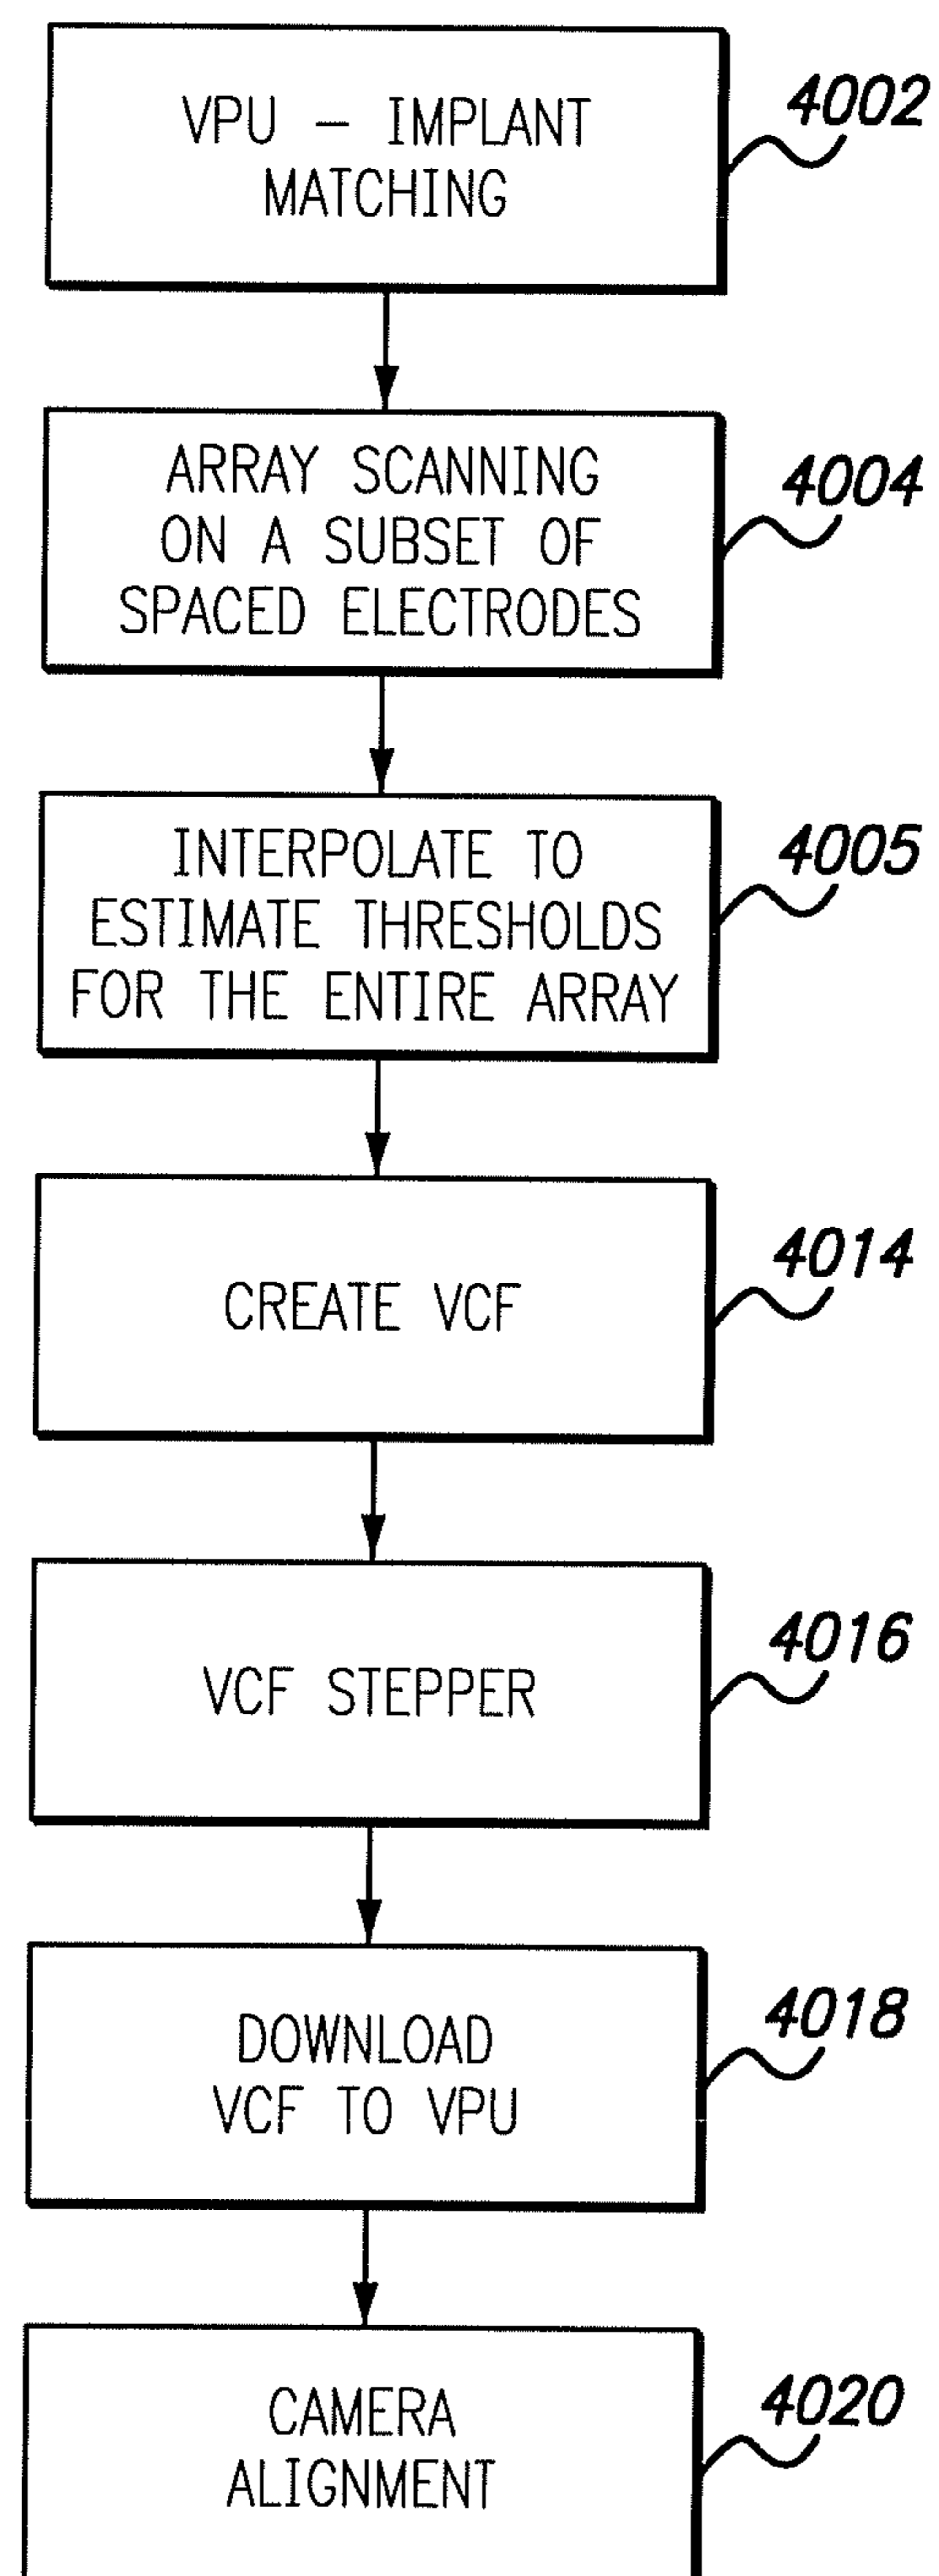 VPU – IMPLANT
MATCHING
4002
ARRAY SCANNING
ON A SUBSET OF
SPACED ELECTRODES
4004
INTERPOLATE TO
ESTIMATE THRESHOLDS
FOR THE ENTIRE ARRAY
4005
CREATE VCF
4014
VCF STEPPER
4016
DOWNLOAD
VCF TO VPU
4018
CAMERA
ALIGNMENT
4020